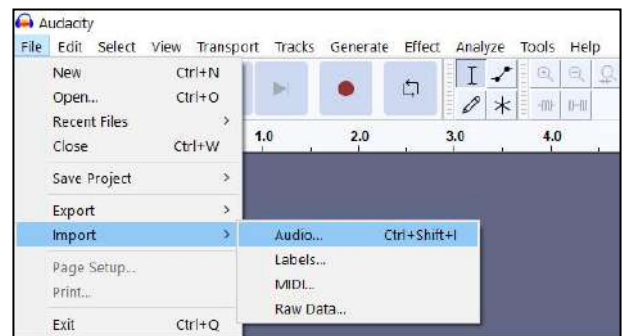 Audacity
File Edit Select View Transport Tracks Generate Effect Analyze Tools Help
New Ctrl+N
Open... Ctrl+O
Recent Files >
Close Ctrl+W
1.0 2.0 3.0 4.0
Save Project >
Export >
Import > Audio... Ctrl+Shift+I
Labels...
Page Setup...
MIDI...
Print...
Raw Data...
Exit Ctrl+Q